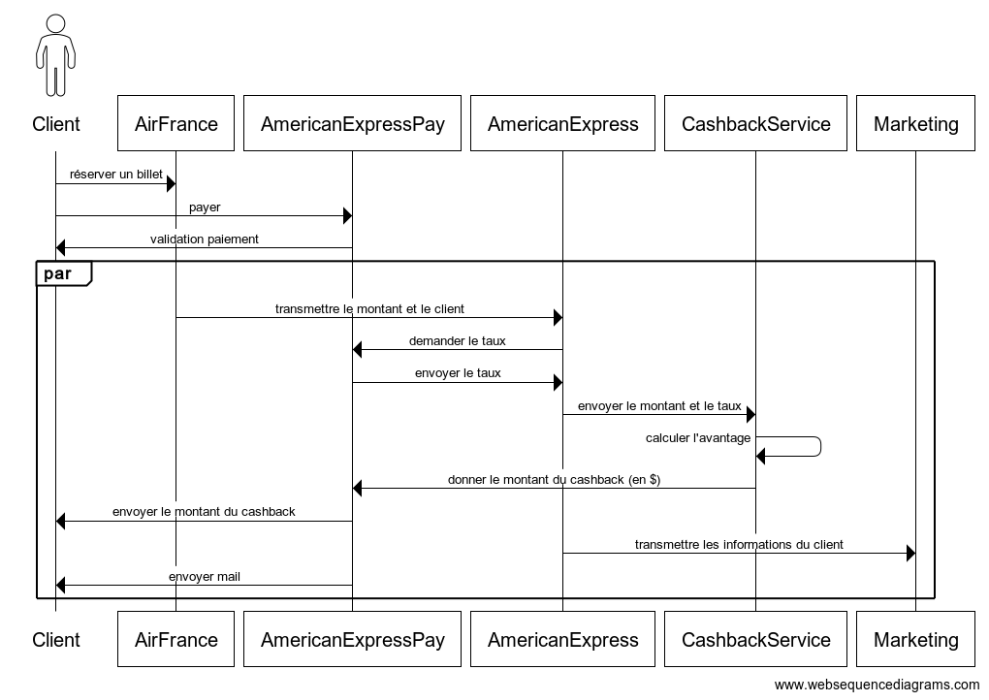 Client
AirFrance
AmericanExpressPay
AmericanExpress
CashbackService
Marketing
réserver un billet
payer
validation paiement
par
transmettre le montant et le client
demander le taux
envoyer le taux
envoyer le montant et le taux
calculer l'avantage
donner le montant du cashback (en $)
envoyer le montant du cashback
transmettre les informations du client
envoyer mail
Client
AirFrance
AmericanExpressPay
AmericanExpress
CashbackService
Marketing
www.websequencediagrams.com